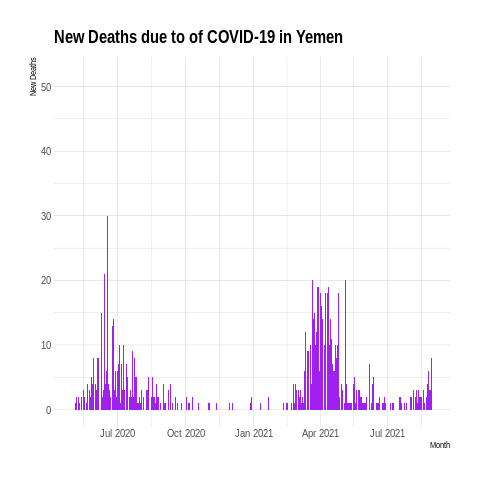 New Deaths due to of COVID-19 in Yemen
New Deaths
50
40
30
20
10
0
Jul 2020 Oct 2020 Jan 2021 Apr 2021 Jul 2021
Month